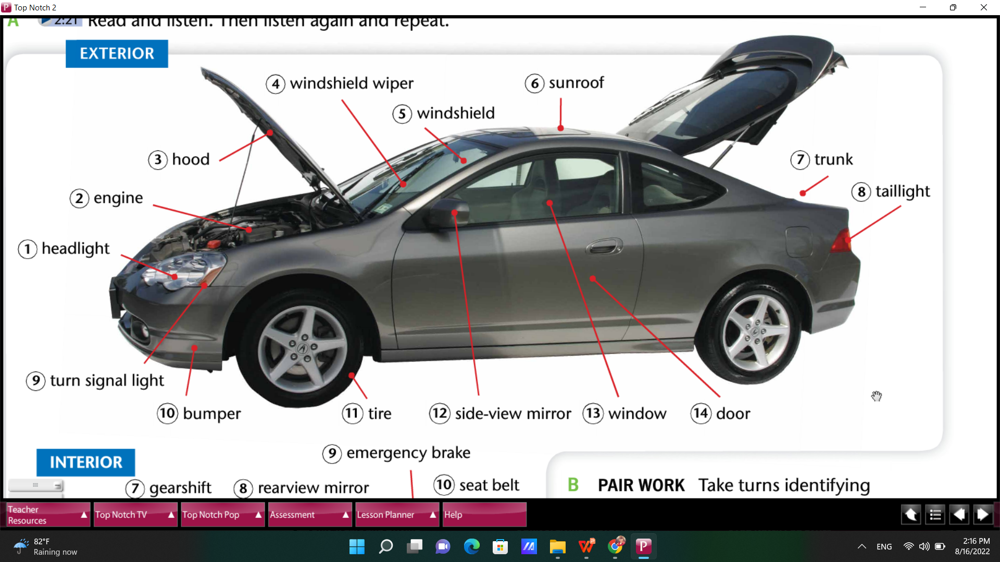 Top Notch 2
A 2:21 Read and listen. Then listen again and repeat.
EXTERIOR
4 windshield wiper
6 sunroof
5 windshield
3 hood
7 trunk
8 taillight
2 engine
1 headlight
9 turn signal light
10 bumper
11 tire
12 side-view mirror
13 window
14 door
INTERIOR
9 emergency brake
7 gearshift
8 rearview mirror
10 seat belt
B PAIR WORK Take turns identifying
Teacher
Resources
Top Notch TV
Top Notch Pop
Assessment
Lesson Planner
Help
82°F
Raining now
ENG
2:16 PM
8/16/2022